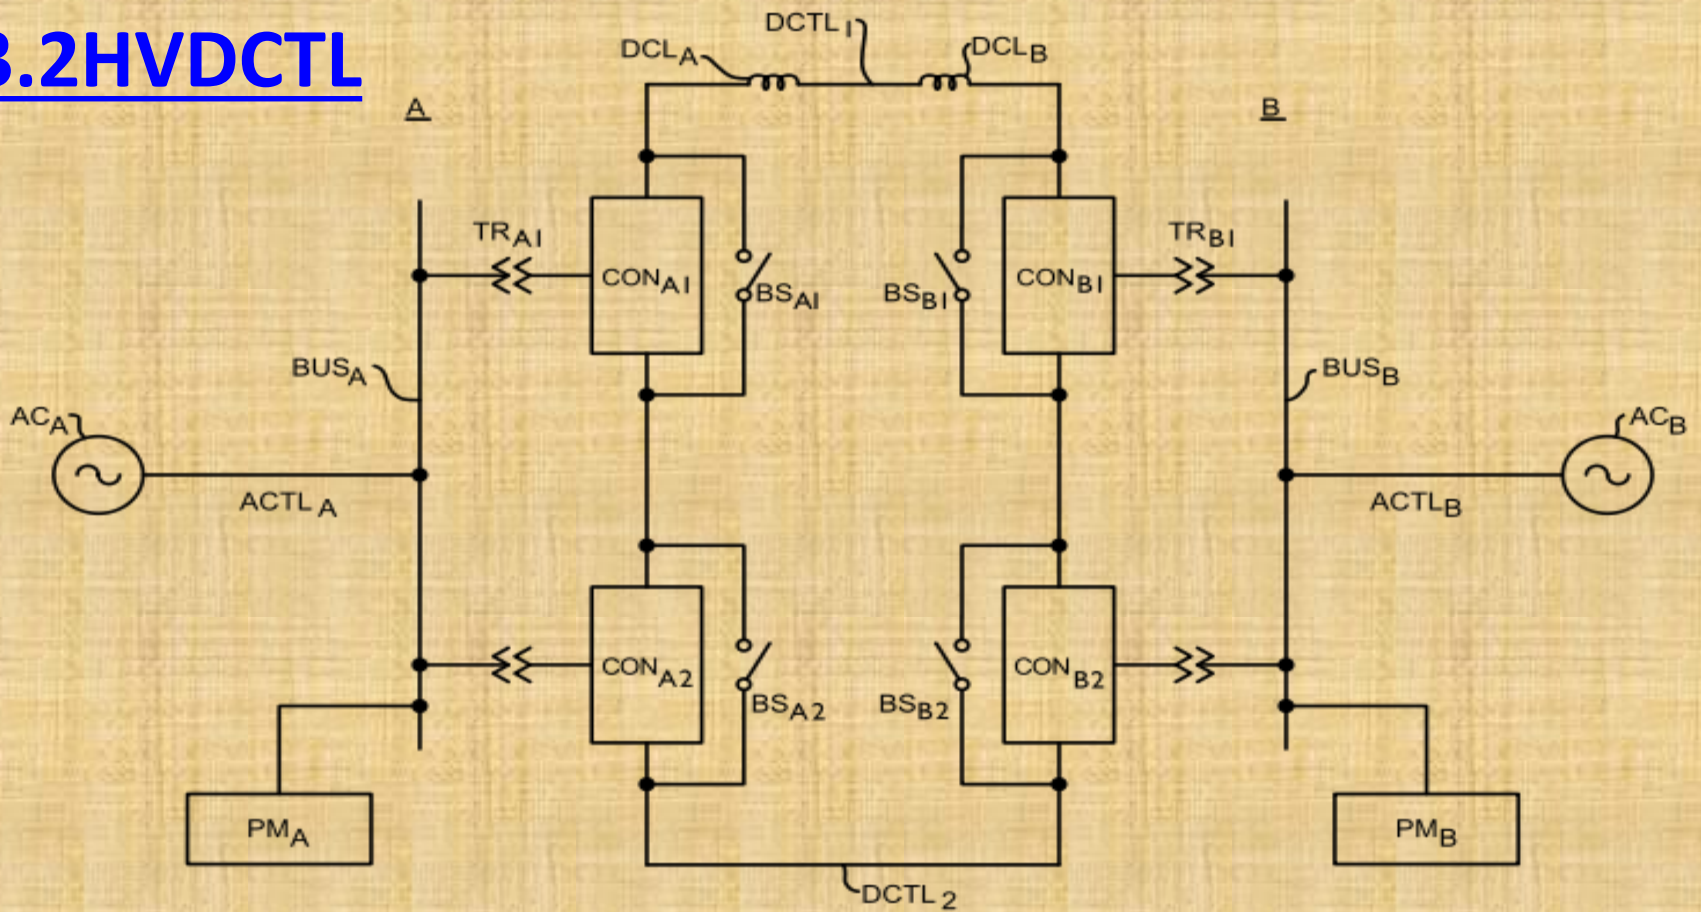 3.2HVDCTL
DCTL1
DCLA
DCLB
A
B
TRA1
TRB1
CONA1
CONB1
BSA1
BSB1
BUSA
BUSB
ACA
ACB
ACTLA
ACTLB
CONA2
CONB2
BSA2
BSB2
PMA
PMB
DCTL2